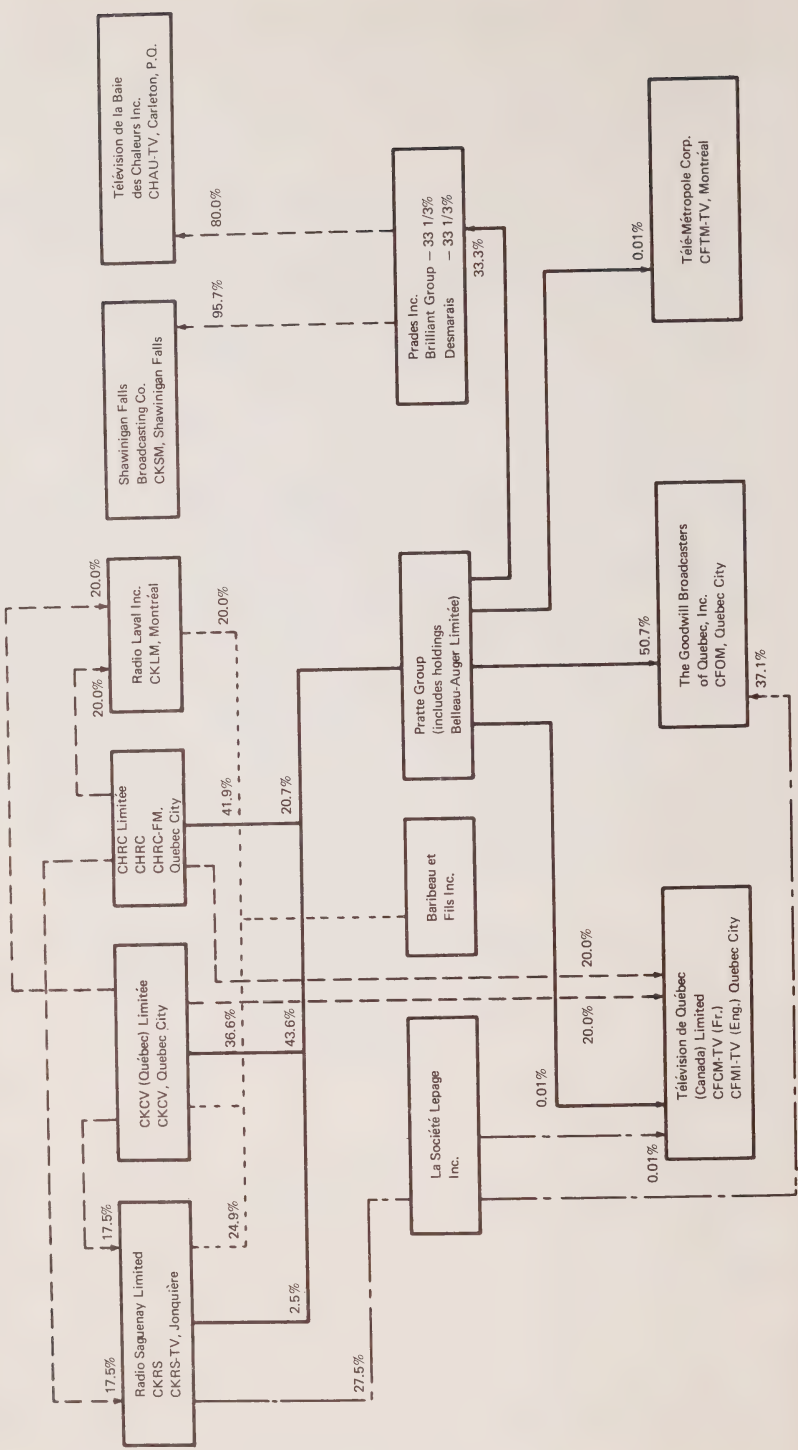 Télévision de la Baie
des Chaleurs Inc.
CHAU-TV, Carleton, P.Q.
80.0%
Shawinigan Falls
Broadcasting Co.
CKSM, Shawinigan Falls
95.7%
Radio Laval Inc.
CKLM, Montréal
20.0%
20.0%
20.0%
CHRC Limitée
CHRC
CHRC-FM,
Quebec City
41.9%
20.7%
CKCV (Québec) Limitée
CKCV, Quebec City
36.6%
43.6%
Radio Saguenay Limited
CKRS
CKRS-TV, Jonquière
17.5%
17.5%
24.9%
2.5%
27.5%
Prades Inc.
Brilliant Group – 33 1/3%
Desmarais – 33 1/3%
33.3%
Pratte Group
(includes holdings
Belleau-Auger Limitée)
Baribeau et
Fils Inc.
La Société Lepage
Inc.
Télé-Métropole Corp.
CFTM-TV, Montréal
0.01%
The Goodwill Broadcasters
of Quebec, Inc.
CFOM, Quebec City
50.7%
37.1%
Télévision de Québec
(Canada) Limited
CFCM-TV (Fr.)
CFMI-TV (Eng.) Quebec City
20.0%
20.0%
0.01%
0.01%